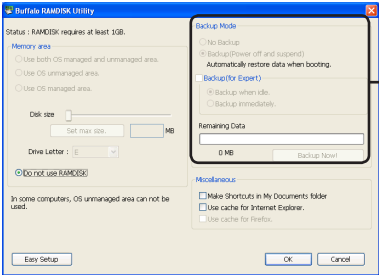 Buffalo RAMDISK Utility
Status : RAMDISK requires at least 1GB.
Memory area
Use both OS managed and unmanaged area.
Use OS unmanaged area.
Use OS managed area.
Disk size
Set max size.
MB
Drive Letter :
Do not use RAMDISK
In some computers, OS unmanaged area can not be
used.
Easy Setup
Backup Mode
No Backup
Backup(Power off and suspend)
Automatically restore data when booting.
Backup(for Expert)
Backup when idle.
Backup immediately.
Remaining Data
0 MB
Backup Now!
Miscellaneous
Make Shortcuts in My Documents folder
Use cache for Internet Explorer.
Use cache for Firefox.
OK
Cancel